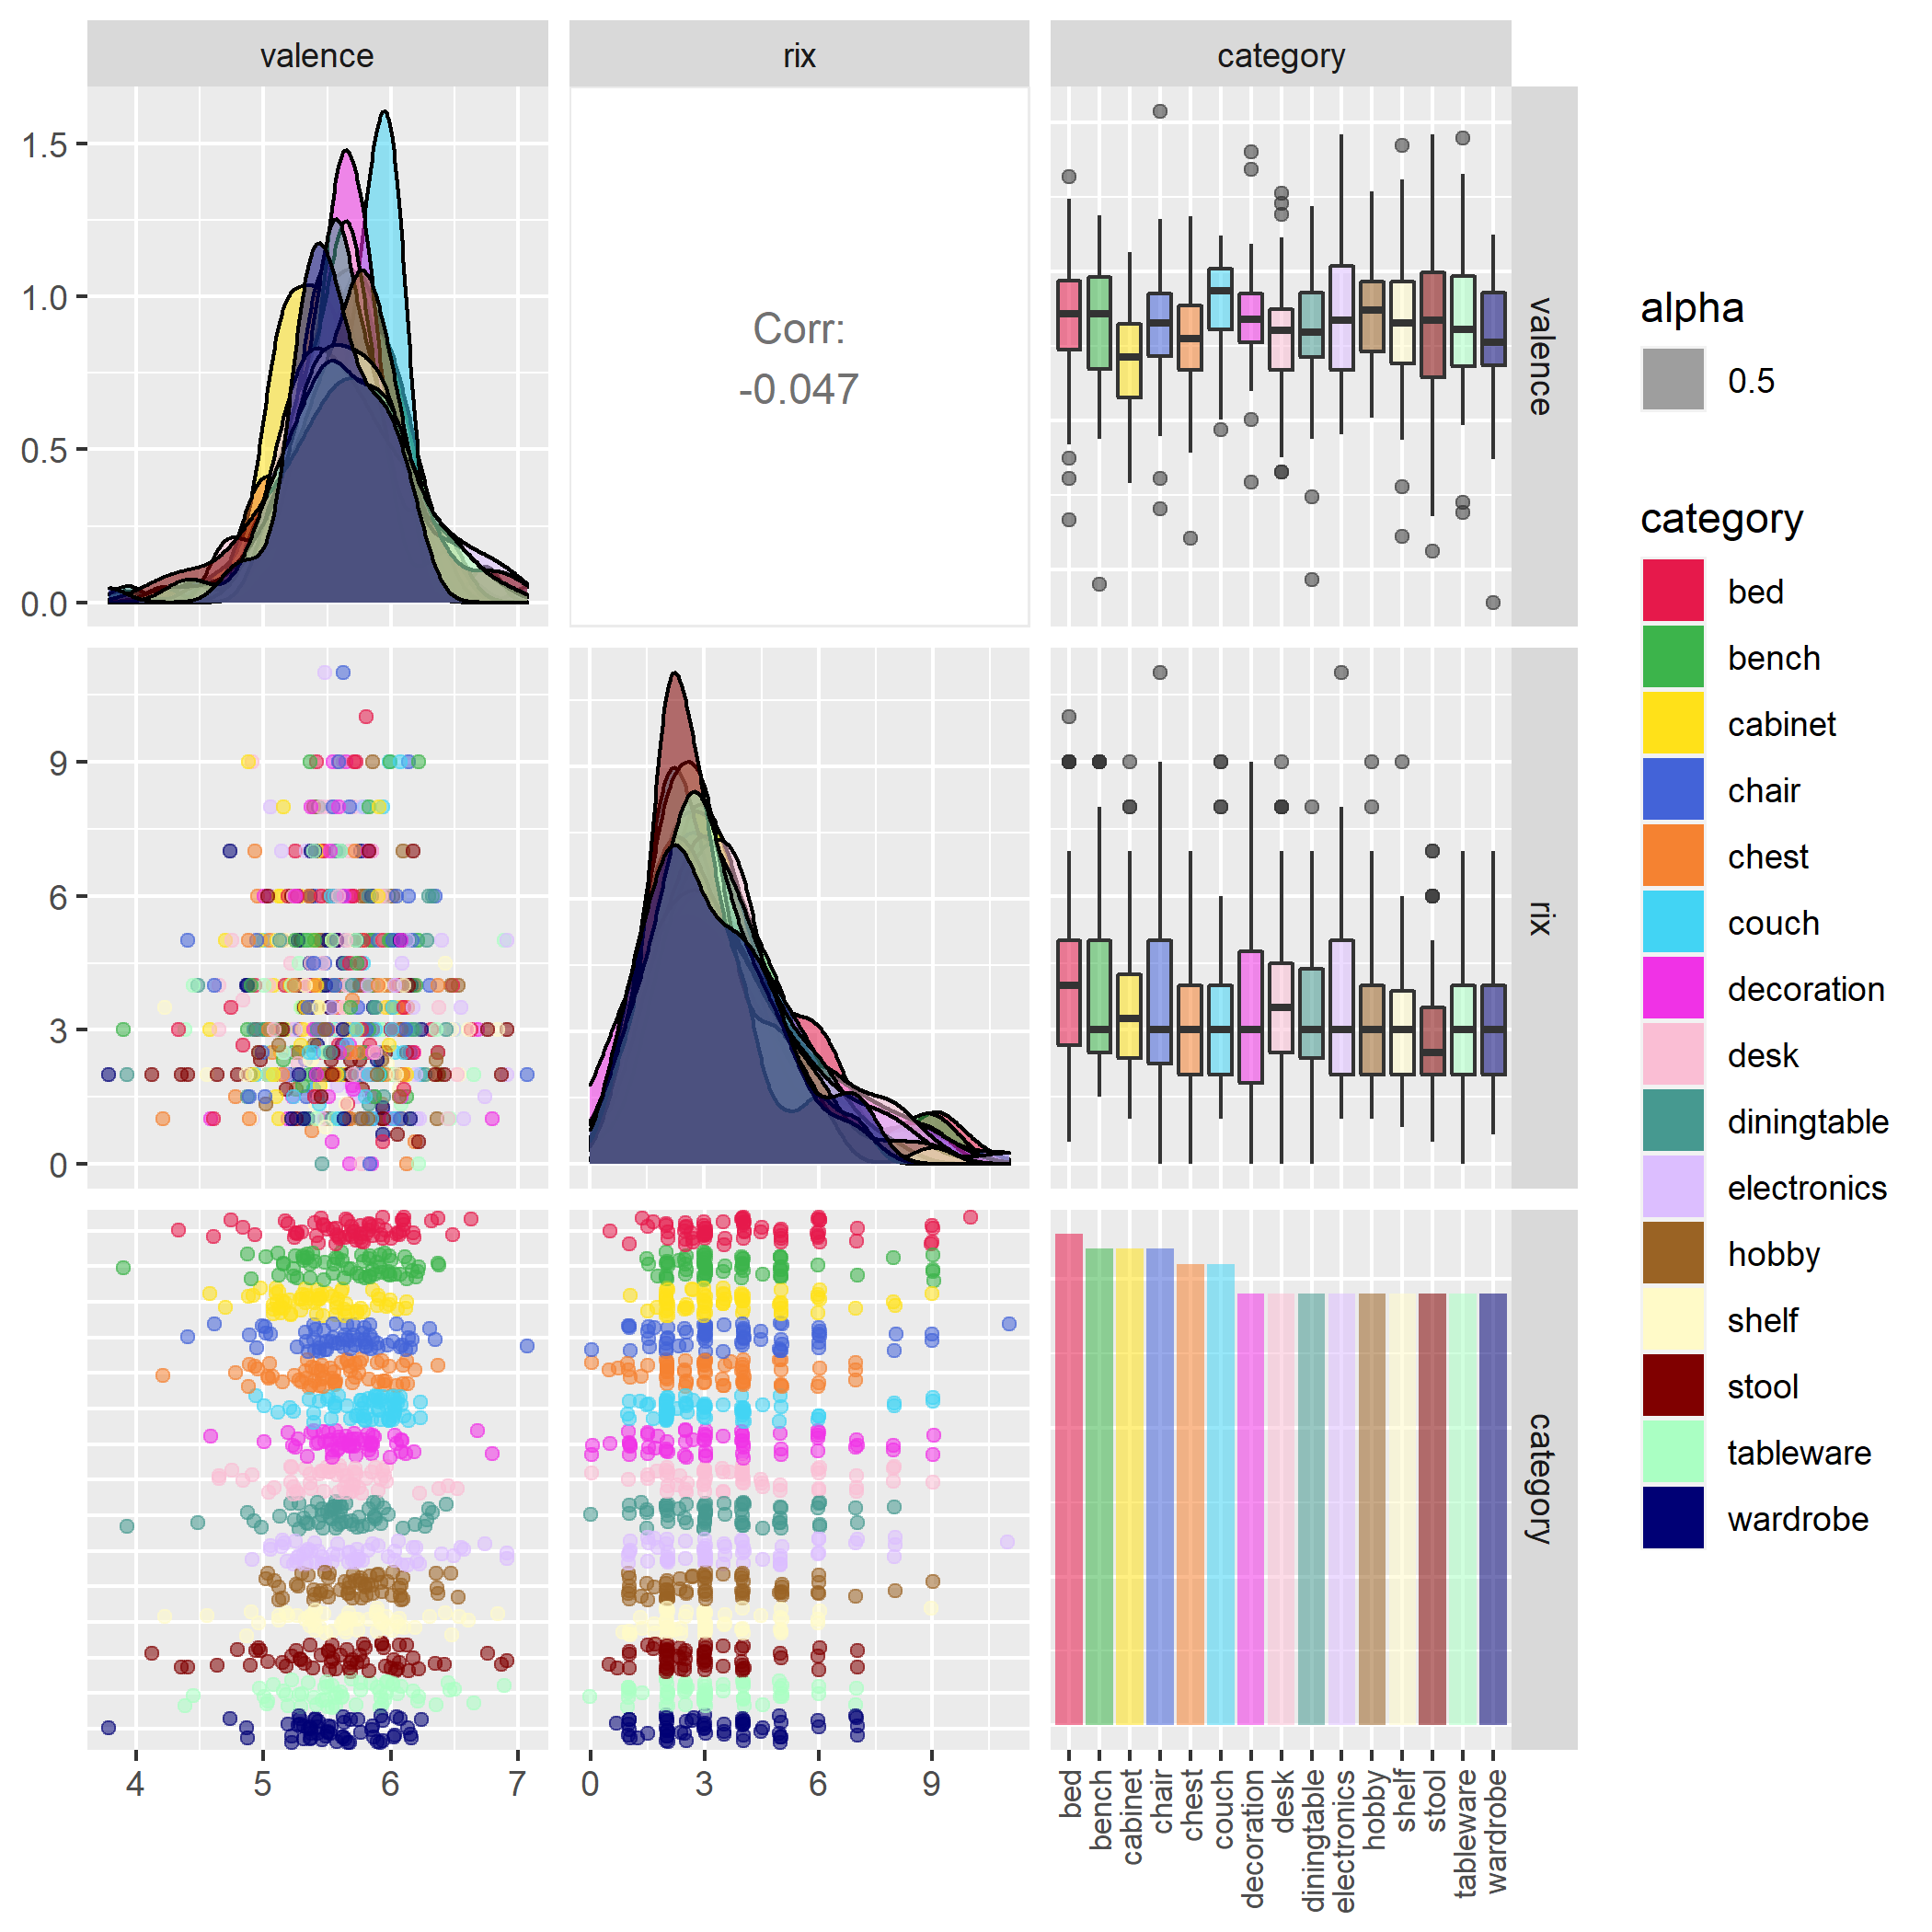 valence
rix
category
1.5
1.0
0.5
0.0
Corr:
-0.047
valence
9
6
3
0
rix
category
4
5
6
7
0
3
6
9
bed
bench
cabinet
chair
chest
couch
decoration
desk
diningtable
electronics
hobby
shelf
stool
tableware
wardrobe
alpha
0.5
category
bed
bench
cabinet
chair
chest
couch
decoration
desk
diningtable
electronics
hobby
shelf
stool
tableware
wardrobe